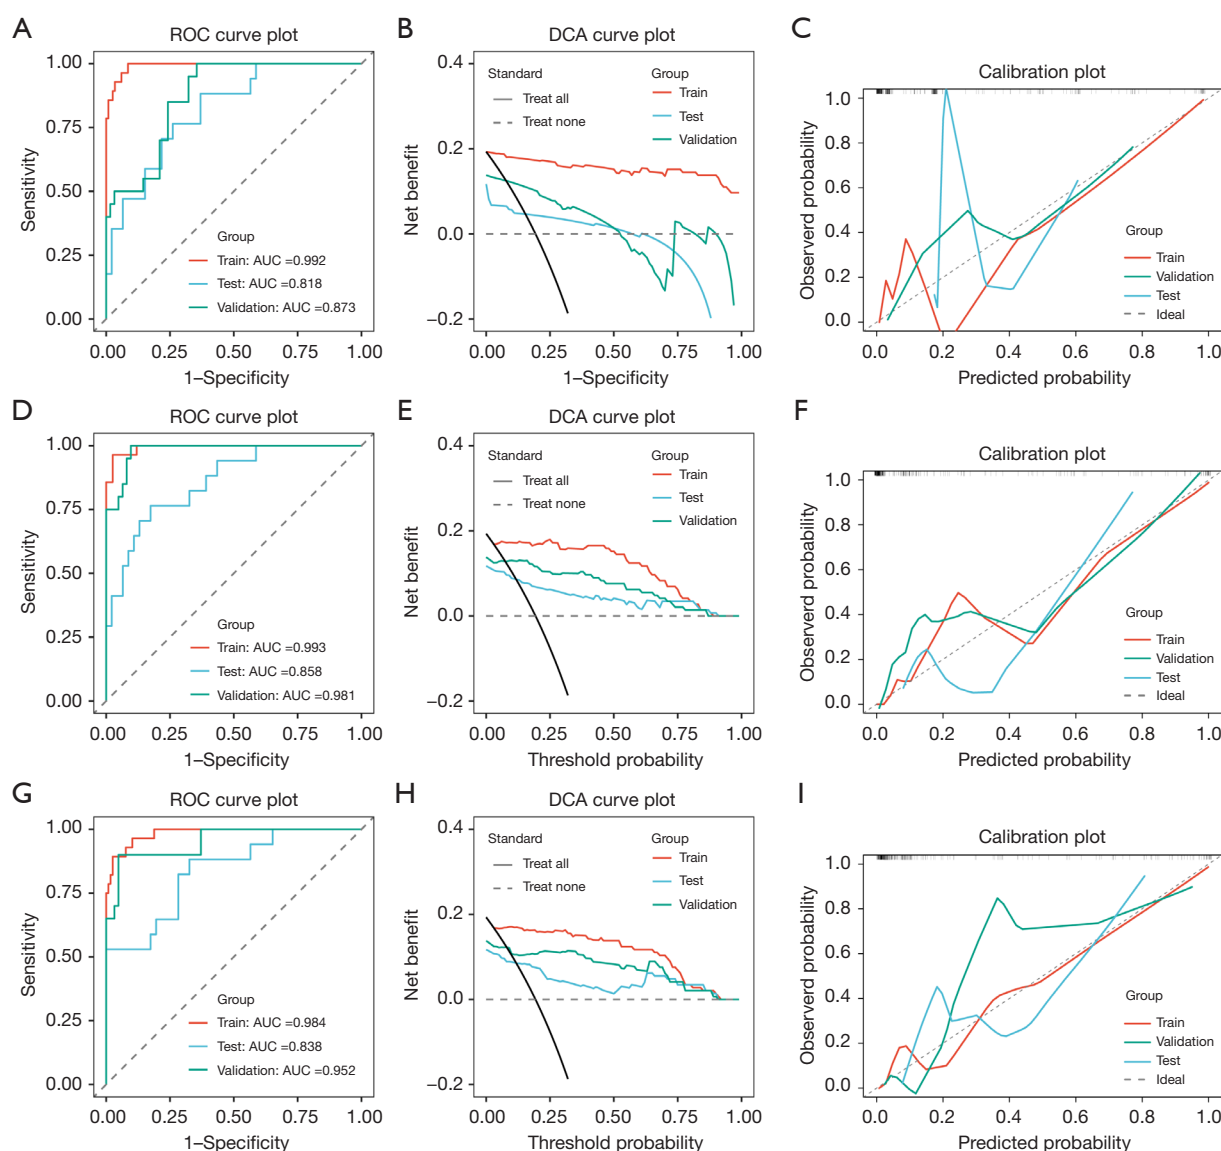 A
ROC curve plot
Sensitivity
1.00
0.75
0.50
0.25
0.00
Group
Train: AUC =0.992
Test: AUC =0.818
Validation: AUC =0.873
0.00 0.25 0.50 0.75 1.00
1–Specificity
B
DCA curve plot
Net benefit
0.4
0.2
0.0
−0.2
Standard
Treat all
Treat none
Group
Train
Test
Validation
0.00 0.25 0.50 0.75 1.00
1–Specificity
C
Calibration plot
Observerd probability
1.0
0.8
0.6
0.4
0.2
0.0
Group
Train
Validation
Test
Ideal
0.0 0.2 0.4 0.6 0.8 1.0
Predicted probability
D
ROC curve plot
Sensitivity
1.00
0.75
0.50
0.25
0.00
Group
Train: AUC =0.993
Test: AUC =0.858
Validation: AUC =0.981
0.00 0.25 0.50 0.75 1.00
1–Specificity
E
DCA curve plot
Net benefit
0.4
0.2
0.0
−0.2
Standard
Treat all
Treat none
Group
Train
Test
Validation
0.00 0.25 0.50 0.75 1.00
Threshold probability
F
Calibration plot
Observerd probability
1.0
0.8
0.6
0.4
0.2
0.0
Group
Train
Validation
Test
Ideal
0.0 0.2 0.4 0.6 0.8 1.0
Predicted probability
G
ROC curve plot
Sensitivity
1.00
0.75
0.50
0.25
0.00
Group
Train: AUC =0.984
Test: AUC =0.838
Validation: AUC =0.952
0.00 0.25 0.50 0.75 1.00
1–Specificity
H
DCA curve plot
Net benefit
0.4
0.2
0.0
−0.2
Standard
Treat all
Treat none
Group
Train
Test
Validation
0.00 0.25 0.50 0.75 1.00
Threshold probability
I
Calibration plot
Observerd probability
1.0
0.8
0.6
0.4
0.2
0.0
Group
Train
Validation
Test
Ideal
0.0 0.2 0.4 0.6 0.8 1.0
Predicted probability